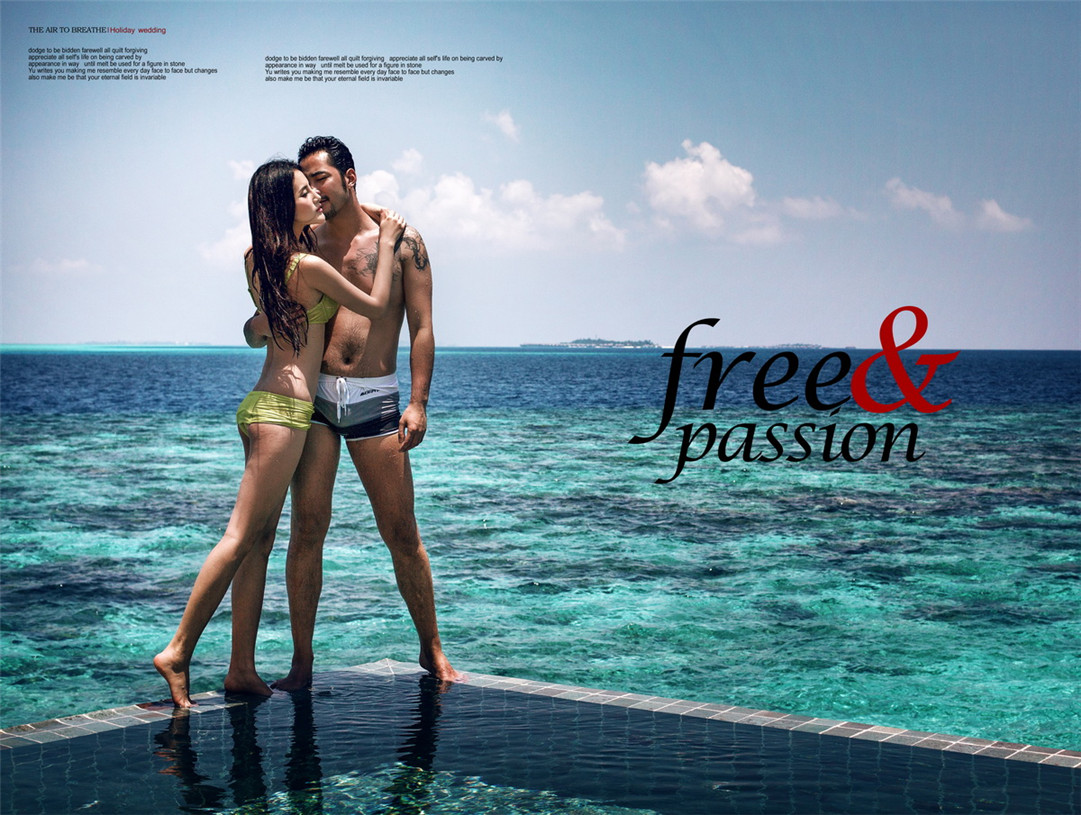 THE AIR TO BREATHE|Holiday wedding
dodge to be bidden farewell all quilt forgiving
appreciate all self's life on being carved by
appearance in way until melt be used for a figure in stone
Yu writes you making me resemble every day face to face but changes
also make me be that your eternal field is invariable
dodge to be bidden farewell all quilt forgiving appreciate all self's life on being carved by
appearance in way until melt be used for a figure in stone
Yu writes you making me resemble every day face to face but changes
also make me be that your eternal field is invariable
free&
passion